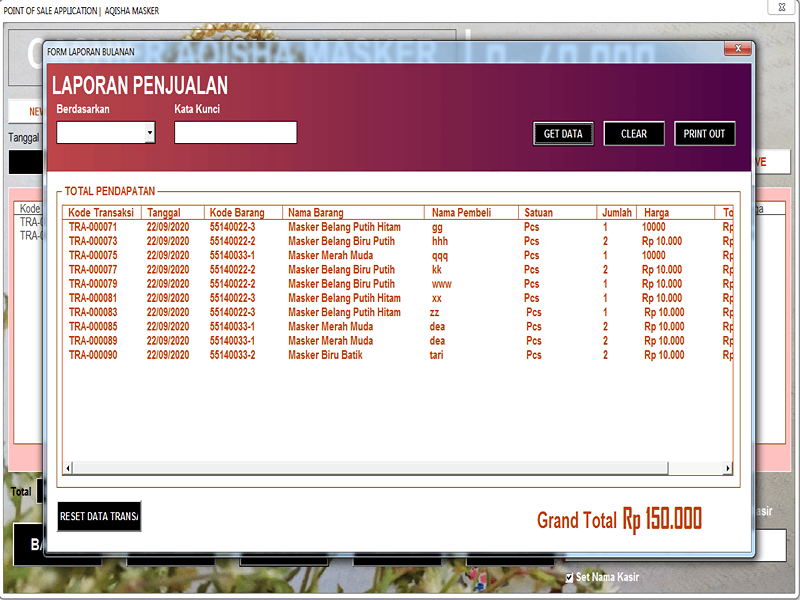 POINT OF SALE APPLICATION | AQISHA MASKER
FORM LAPORAN BULANAN
LAPORAN PENJUALAN
Berdasarkan Kata Kunci
GET DATA CLEAR PRINT OUT
NEW
Tanggal
TOTAL PENDAPATAN
Kode Transaksi Tanggal Kode Barang Nama Barang Nama Pembeli Satuan Jumlah Harga To
TRA-000071 22/09/2020 55140022-3 Masker Belang Putih Hitam gg Pcs 1 10000 Rp
TRA-000073 22/09/2020 55140022-2 Masker Belang Biru Putih hhh Pcs 2 Rp 10.000 Rp
TRA-000075 22/09/2020 55140033-1 Masker Merah Muda qqq Pcs 1 10000 Rp
TRA-000077 22/09/2020 55140022-2 Masker Belang Biru Putih kk Pcs 2 Rp 10.000 Rp
TRA-000079 22/09/2020 55140022-2 Masker Belang Biru Putih www Pcs 1 Rp 10.000 Rp
TRA-000081 22/09/2020 55140022-3 Masker Belang Putih Hitam xx Pcs 1 Rp 10.000 Rp
TRA-000083 22/09/2020 55140022-3 Masker Belang Putih Hitam zz Pcs 1 Rp 10.000 Rp
TRA-000085 22/09/2020 55140033-1 Masker Merah Muda dea Pcs 2 Rp 10.000 Rp
TRA-000089 22/09/2020 55140033-1 Masker Merah Muda dea Pcs 2 Rp 10.000 Rp
TRA-000090 22/09/2020 55140033-2 Masker Biru Batik tari Pcs 2 Rp 10.000 Rp
Kode
TRA-
TRA-
Total
RESET DATA TRANSA
Grand Total Rp 150.000
Set Nama Kasir